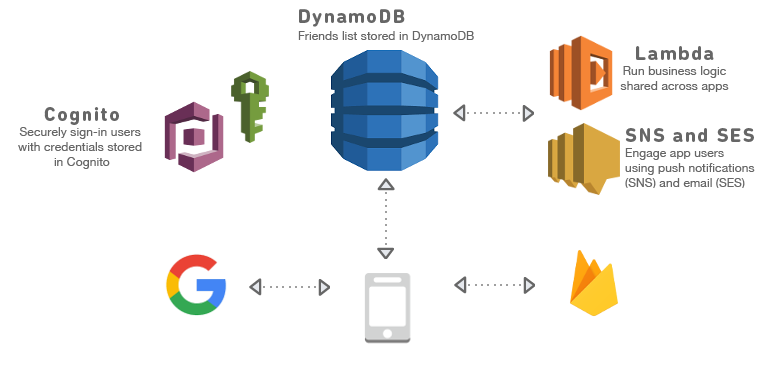 DynamoDB
Friends list stored in DynamoDB
Lambda
Run business logic
shared across apps
Cognito
Securely sign-in users
with credentials stored
in Cognito
SNS and SES
Engage app users
using push notifications
(SNS) and email (SES)